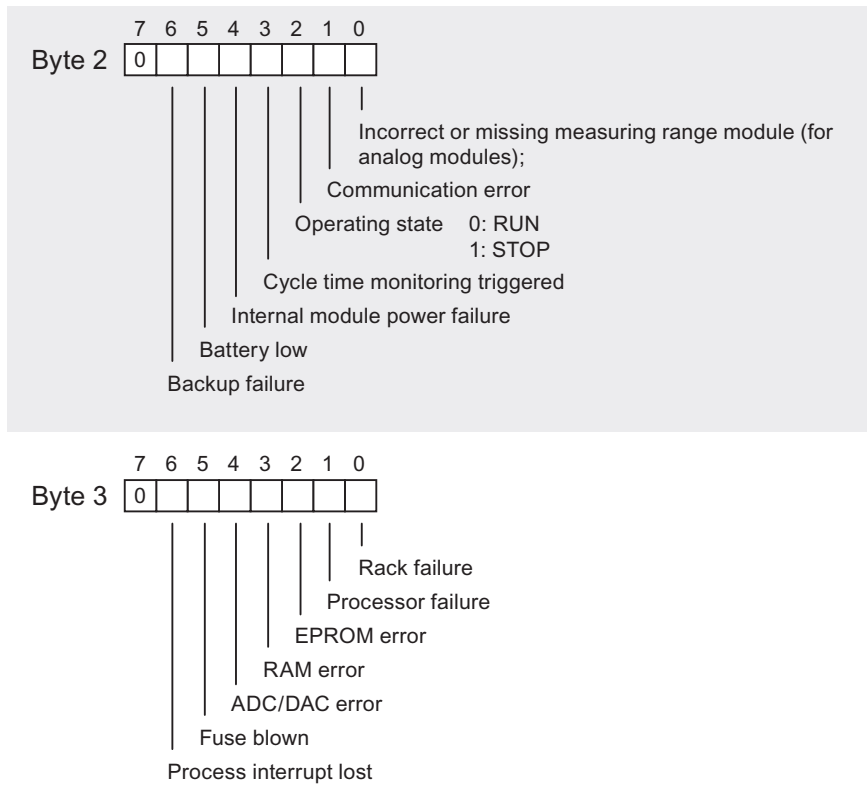 7 6 5 4 3 2 1 0
Byte 2 0
Incorrect or missing measuring range module (for
analog modules);
Communication error
Operating state 0: RUN
1: STOP
Cycle time monitoring triggered
Internal module power failure
Battery low
Backup failure
7 6 5 4 3 2 1 0
Byte 3 0
Rack failure
Processor failure
EPROM error
RAM error
ADC/DAC error
Fuse blown
Process interrupt lost